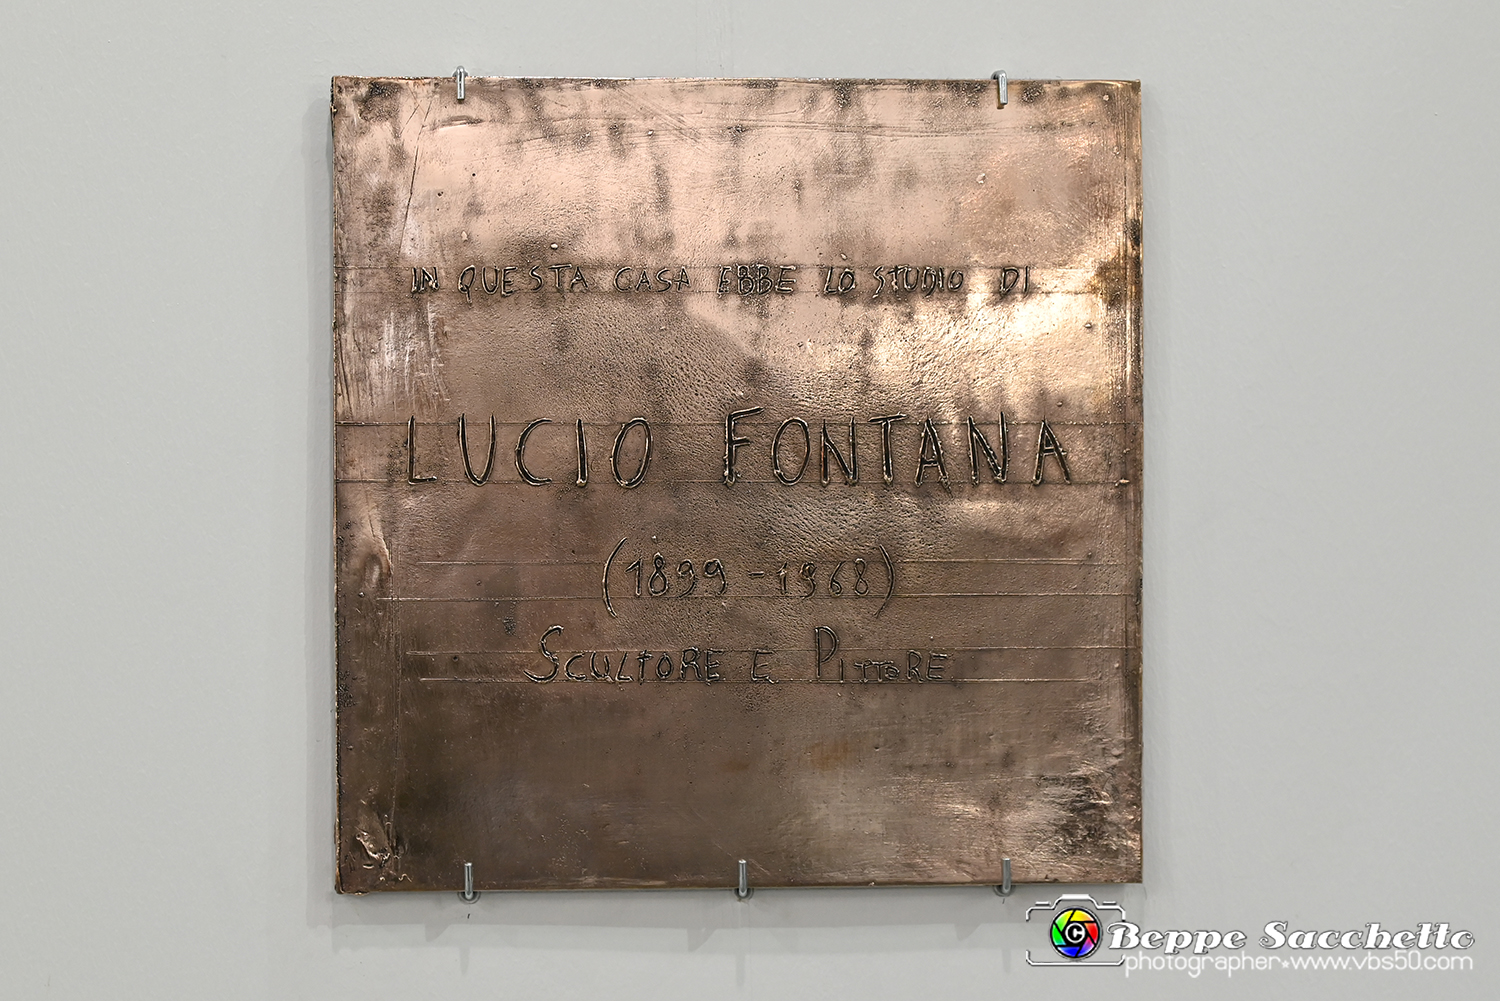 IN QUESTA CASA EBBE LO STUDIO DI
LUCIO FONTANA
(1899 - 1968)
SCULTORE E PITTORE
C Beppe Sacchetto
photographer★www.vbs50.com